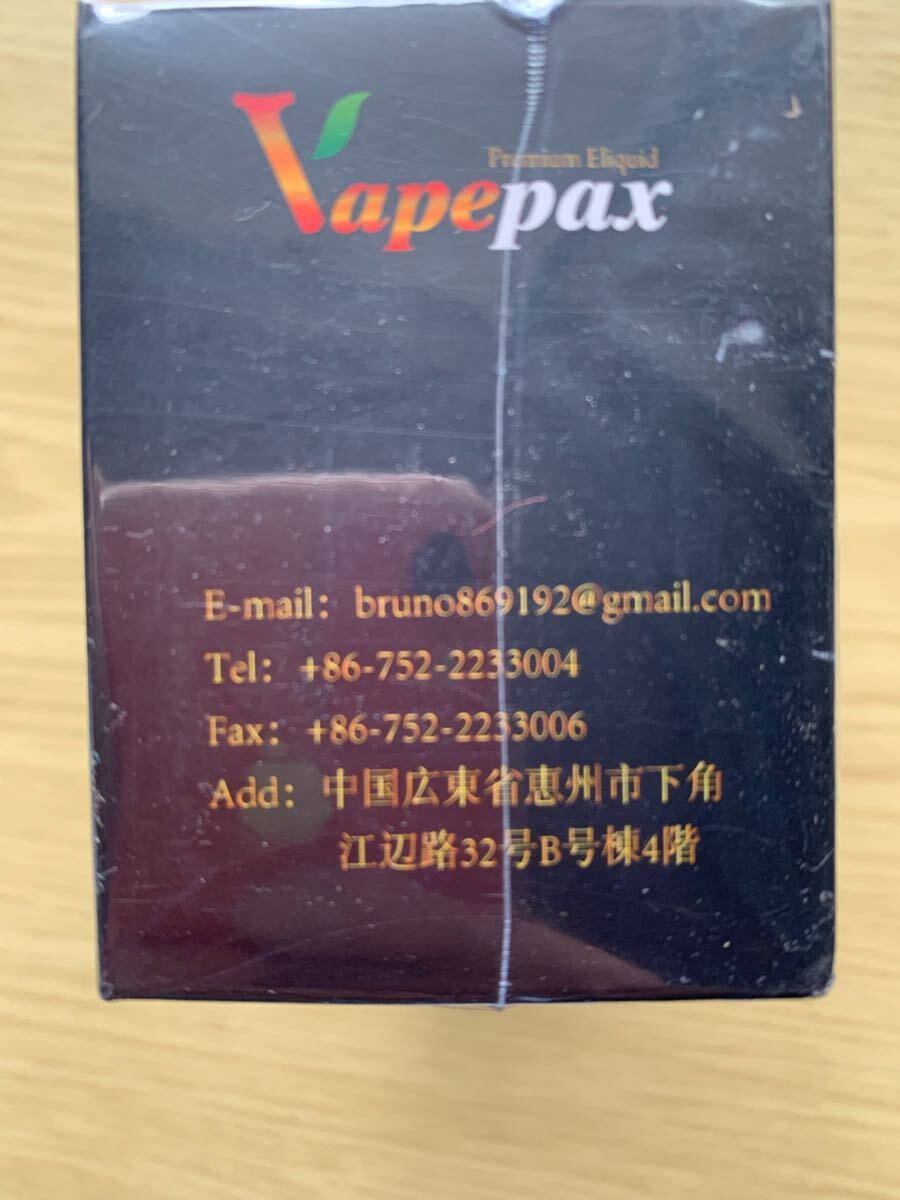 Premium Eliquid
Vapepax
E-mail: bruno869192@gmail.com
Tel: +86-752-2233004
Fax: +86-752-2233006
Add: 中国広東省恵州市下角
江辺路32号B号棟4階